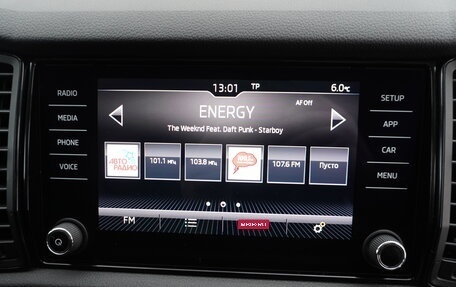 13:01 TP 6.0°C
RADIO
MEDIA
PHONE
VOICE
SETUP
APP
CAR
MENU
ENERGY
AF Off
The Weeknd Feat. Daft Punk - Starboy
АВТО
РАДИО
101.1 МГц
103.8 МГц
107.6 FM
Пусто
FM